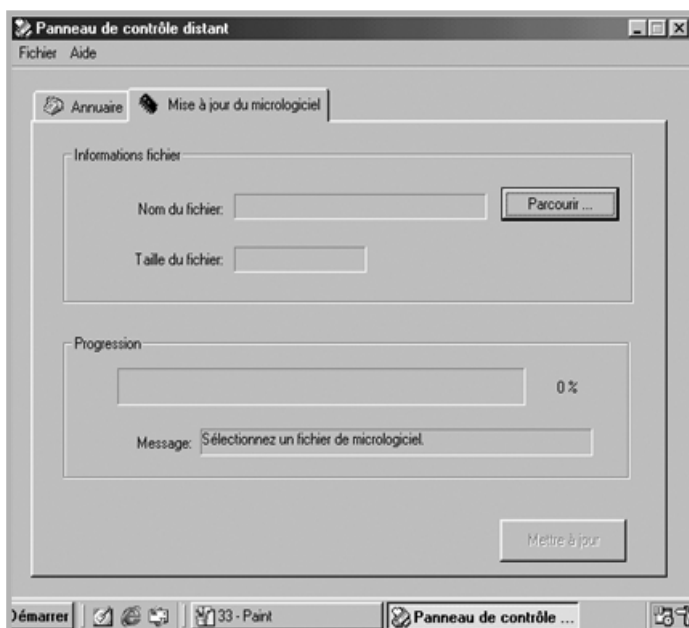 Panneau de contrôle distant
Fichier Aide
Annuaire Mise à jour du micrologiciel
Informations fichier
Nom du fichier: Parcourir ...
Taille du fichier:
Progression
0 %
Message: Sélectionnez un fichier de micrologiciel.
Mettre à jour
Démarrer 33 - Paint Panneau de contrôle ...